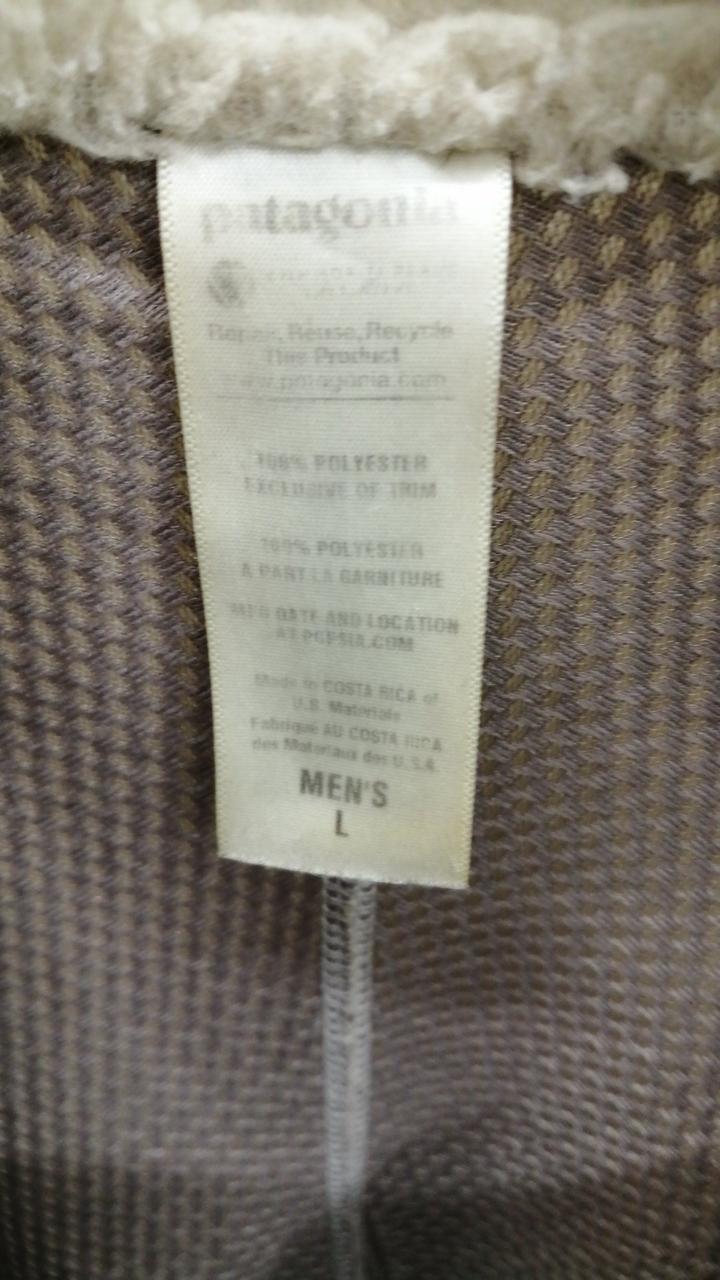 patagonia
Repair, Reuse, Recycle
This Product
www.patagonia.com
100% POLYESTER
EXCLUSIVE OF TRIM
100% POLYESTER
A PART LA GARNITURE
MFG DATE AND LOCATION
AT PGPSIA.COM
Made in COSTA RICA of
U.S. Materials
Fabriqué AU COSTA RICA
des Materiaux des U.S.A.
MEN'S
L